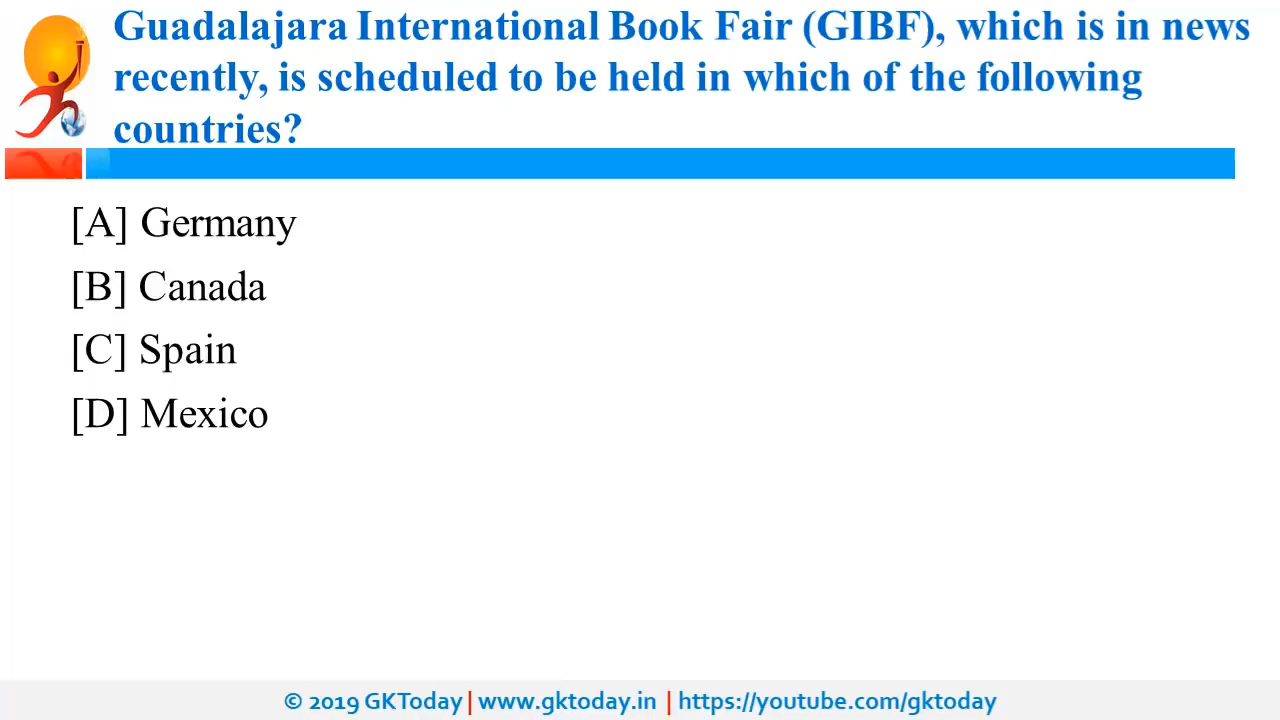 Guadalajara International Book Fair (GIBF), which is in news
recently, is scheduled to be held in which of the following
countries?
[A] Germany
[B] Canada
[C] Spain
[D] Mexico
© 2019 GKToday | www.gktoday.in | https://youtube.com/gktoday